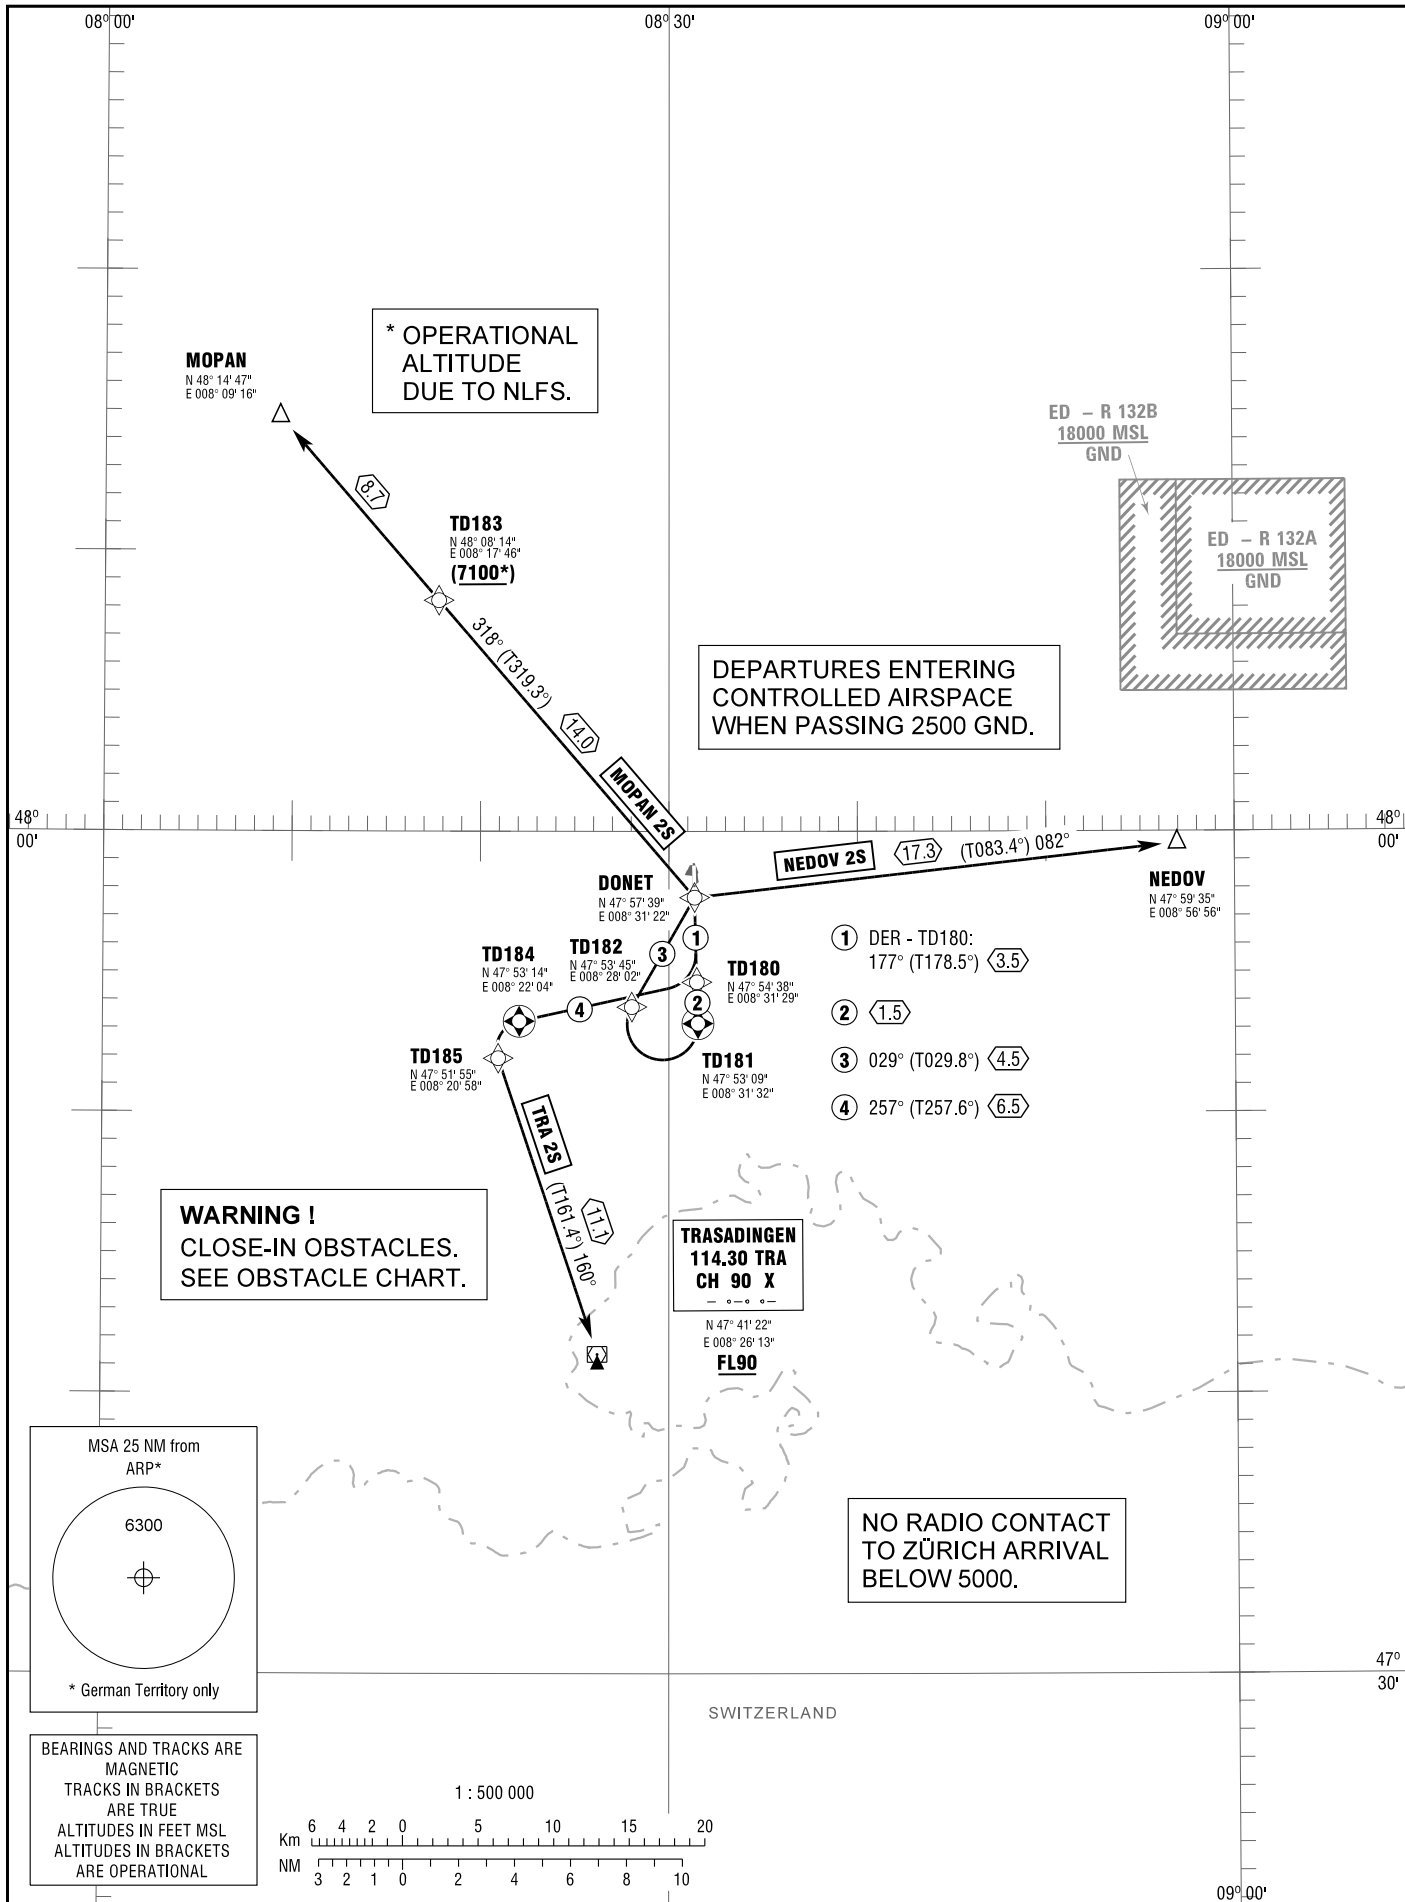 08° 00'
08° 30'
09° 00'
* OPERATIONAL
ALTITUDE
DUE TO NLFS.
MOPAN
N 48° 14' 47"
E 008° 09' 16"
ED – R 132B
18000 MSL
GND
8.7
TD183
N 48° 08' 14"
E 008° 17' 46"
(7100*)
ED – R 132A
18000 MSL
GND
318° (T319.3°)
14.0
DEPARTURES ENTERING
CONTROLLED AIRSPACE
WHEN PASSING 2500 GND.
MOPAN 2S
48°
00'
48°
00'
NEDOV 2S
17.3
(T083.4°) 082°
DONET
N 47° 57' 39"
E 008° 31' 22"
NEDOV
N 47° 59' 35"
E 008° 56' 56"
1
3
TD184
N 47° 53' 14"
E 008° 22' 04"
TD182
N 47° 53' 45"
E 008° 28' 02"
TD180
N 47° 54' 38"
E 008° 31' 29"
4
2
1 DER - TD180:
177° (T178.5°) 3.5
2 1.5
3 029° (T029.8°) 4.5
4 257° (T257.6°) 6.5
TD185
N 47° 51' 55"
E 008° 20' 58"
TD181
N 47° 53' 09"
E 008° 31' 32"
TRA 2S
(T161.4°) 160°
11.1
WARNING !
CLOSE-IN OBSTACLES.
SEE OBSTACLE CHART.
TRASADINGEN
114.30 TRA
CH 90 X
N 47° 41' 22"
E 008° 26' 13"
FL90
MSA 25 NM from
ARP*
6300
* German Territory only
NO RADIO CONTACT
TO ZÜRICH ARRIVAL
BELOW 5000.
47°
30'
SWITZERLAND
BEARINGS AND TRACKS ARE
MAGNETIC
TRACKS IN BRACKETS
ARE TRUE
ALTITUDES IN FEET MSL
ALTITUDES IN BRACKETS
ARE OPERATIONAL
1 : 500 000
Km 6 4 2 0 5 10 15 20
NM 3 2 1 0 2 4 6 8 10
09° 00'